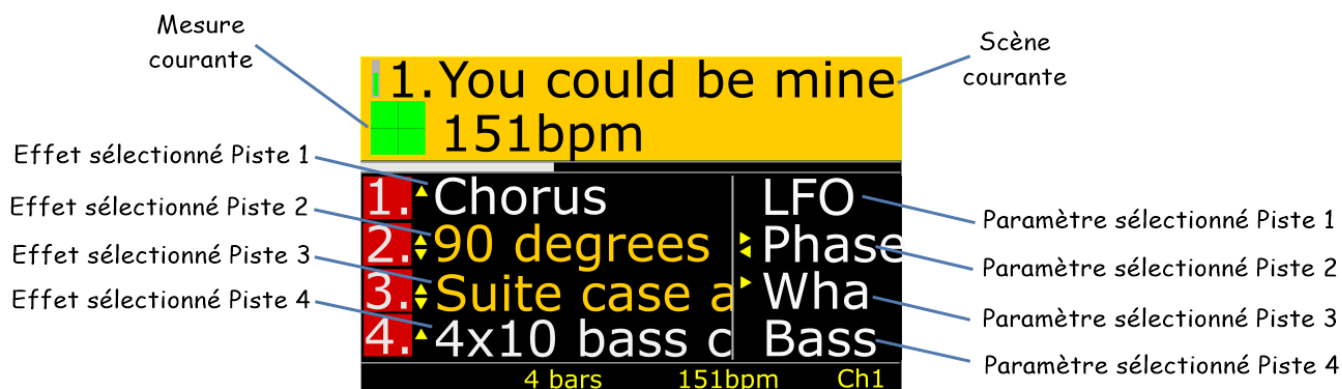 Mesure
courante
Scène
courante
1.You could be mine
151bpm
Effet sélectionné Piste 1
Effet sélectionné Piste 2
Effet sélectionné Piste 3
Effet sélectionné Piste 4
1. Chorus LFO
2. 90 degrees Phase
3. Suite case a Wha
4. 4x10 bass c Bass
4 bars 151bpm Ch1
Paramètre sélectionné Piste 1
Paramètre sélectionné Piste 2
Paramètre sélectionné Piste 3
Paramètre sélectionné Piste 4